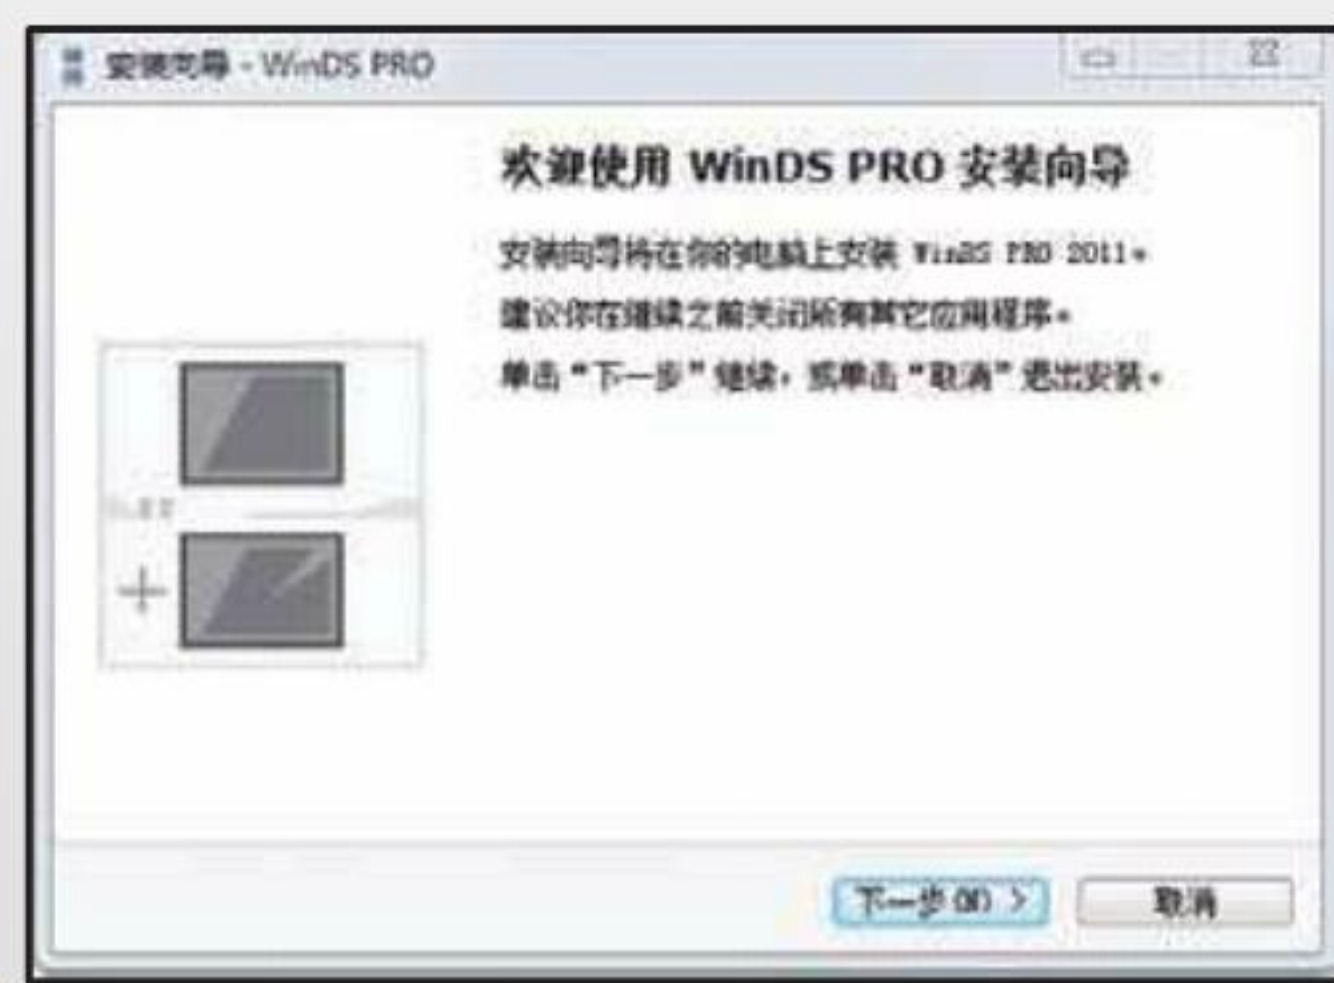 安装向导 - WinDS PRO
欢迎使用 WinDS PRO 安装向导
安装向导将在你的电脑上安装 WinDS PRO 2011。
建议你在继续之前关闭所有其它应用程序。
单击“下一步”继续，或单击“取消”退出安装。
下一步(N) >
取消